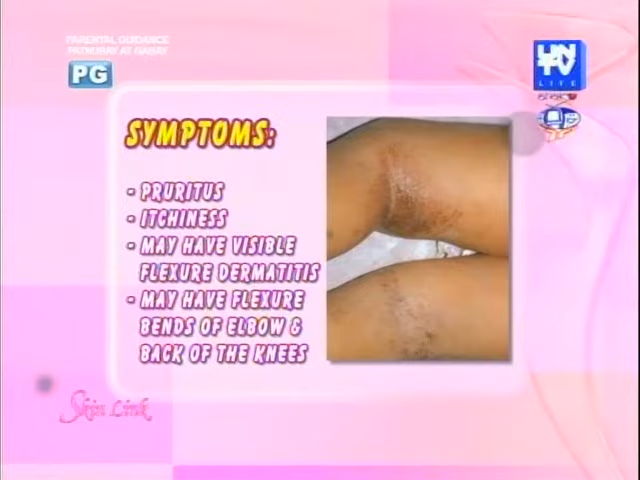 PARENTAL GUIDANCE
PATNUBAY AT GABAY
PG
UNTV
LIFE
SYMPTOMS:
- PRURITUS
- ITCHINESS
- MAY HAVE VISIBLE
FLEXURE DERMATITIS
- MAY HAVE FLEXURE
BENDS OF ELBOW &
BACK OF THE KNEES
Skin Link